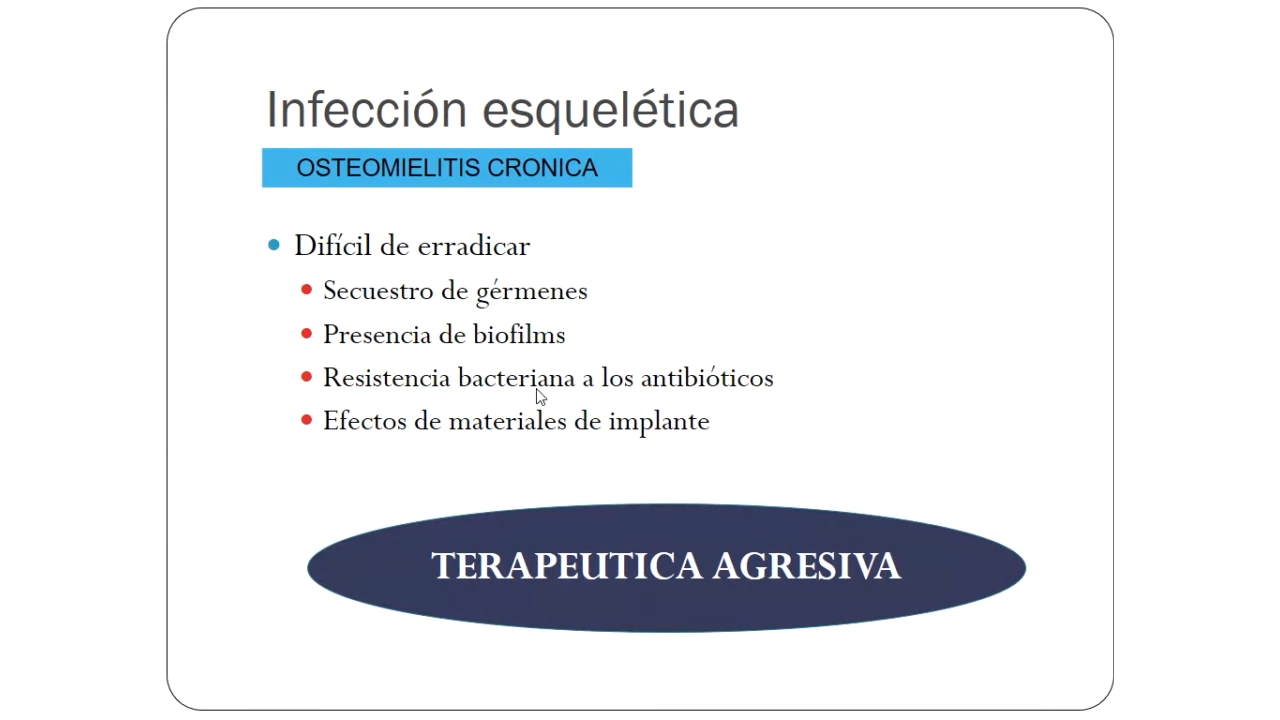 Infección esquelética
OSTEOMIELITIS CRONICA
Difícil de erradicar
Secuestro de gérmenes
Presencia de biofilms
Resistencia bacteriana a los antibióticos
Efectos de materiales de implante
TERAPEUTICA AGRESIVA